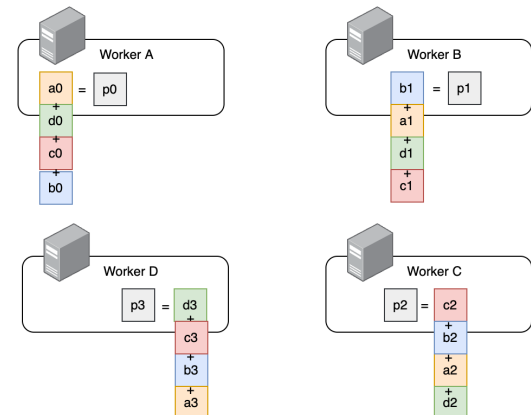 Worker A
a0 = p0
+
d0
+
c0
+
b0
Worker B
b1 = p1
+
a1
+
d1
+
c1
Worker D
p3 = d3
+
c3
+
b3
+
a3
Worker C
p2 = c2
+
b2
+
a2
+
d2